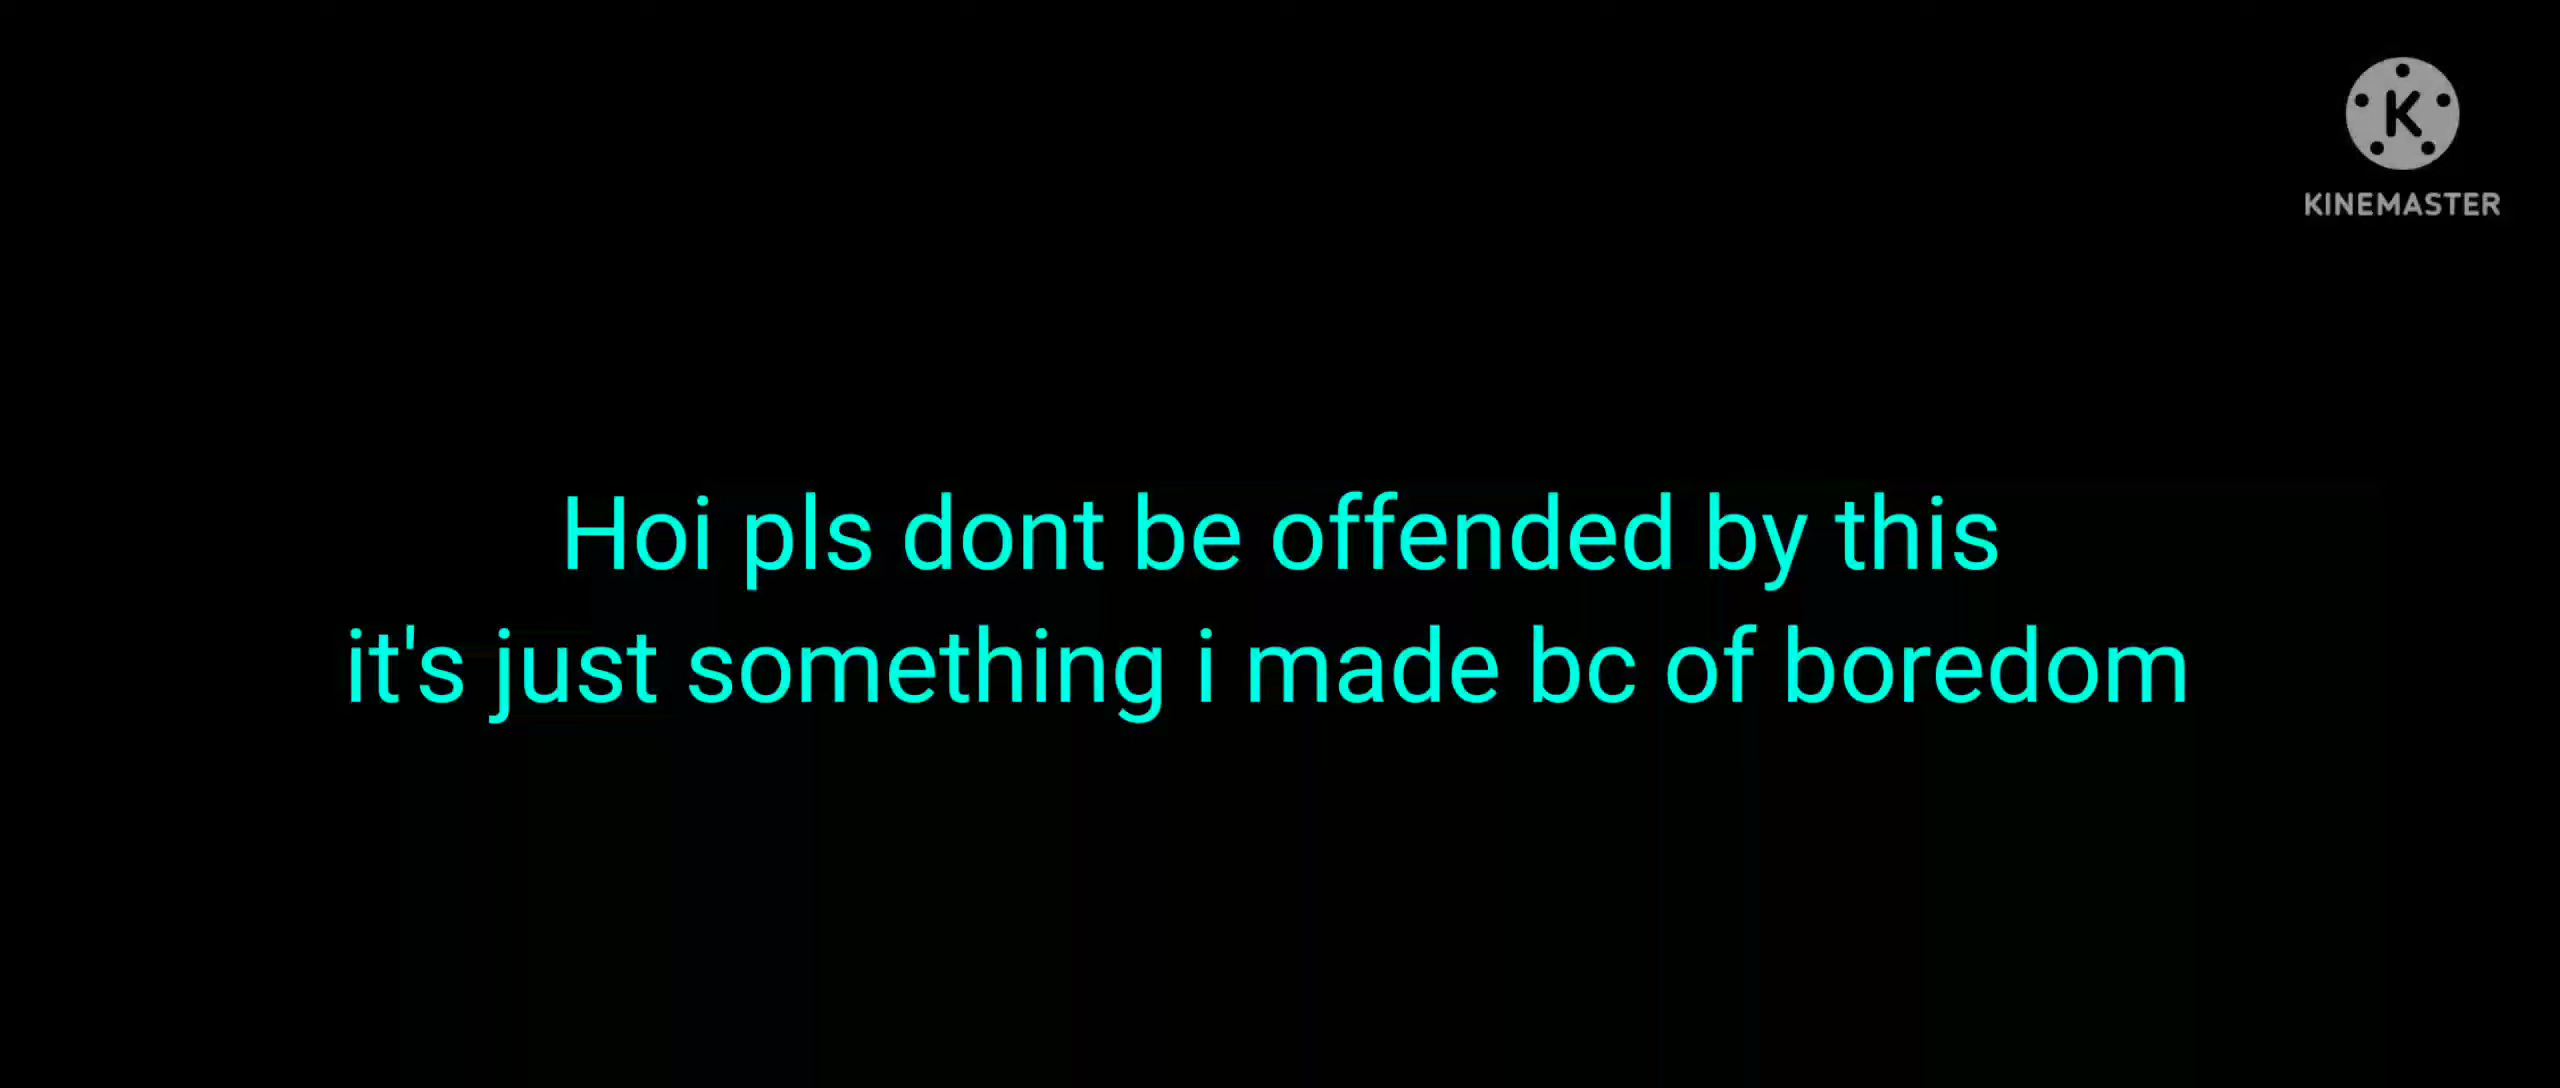 K
KINEMASTER
Hoi pls dont be offended by this
it's just something i made bc of boredom